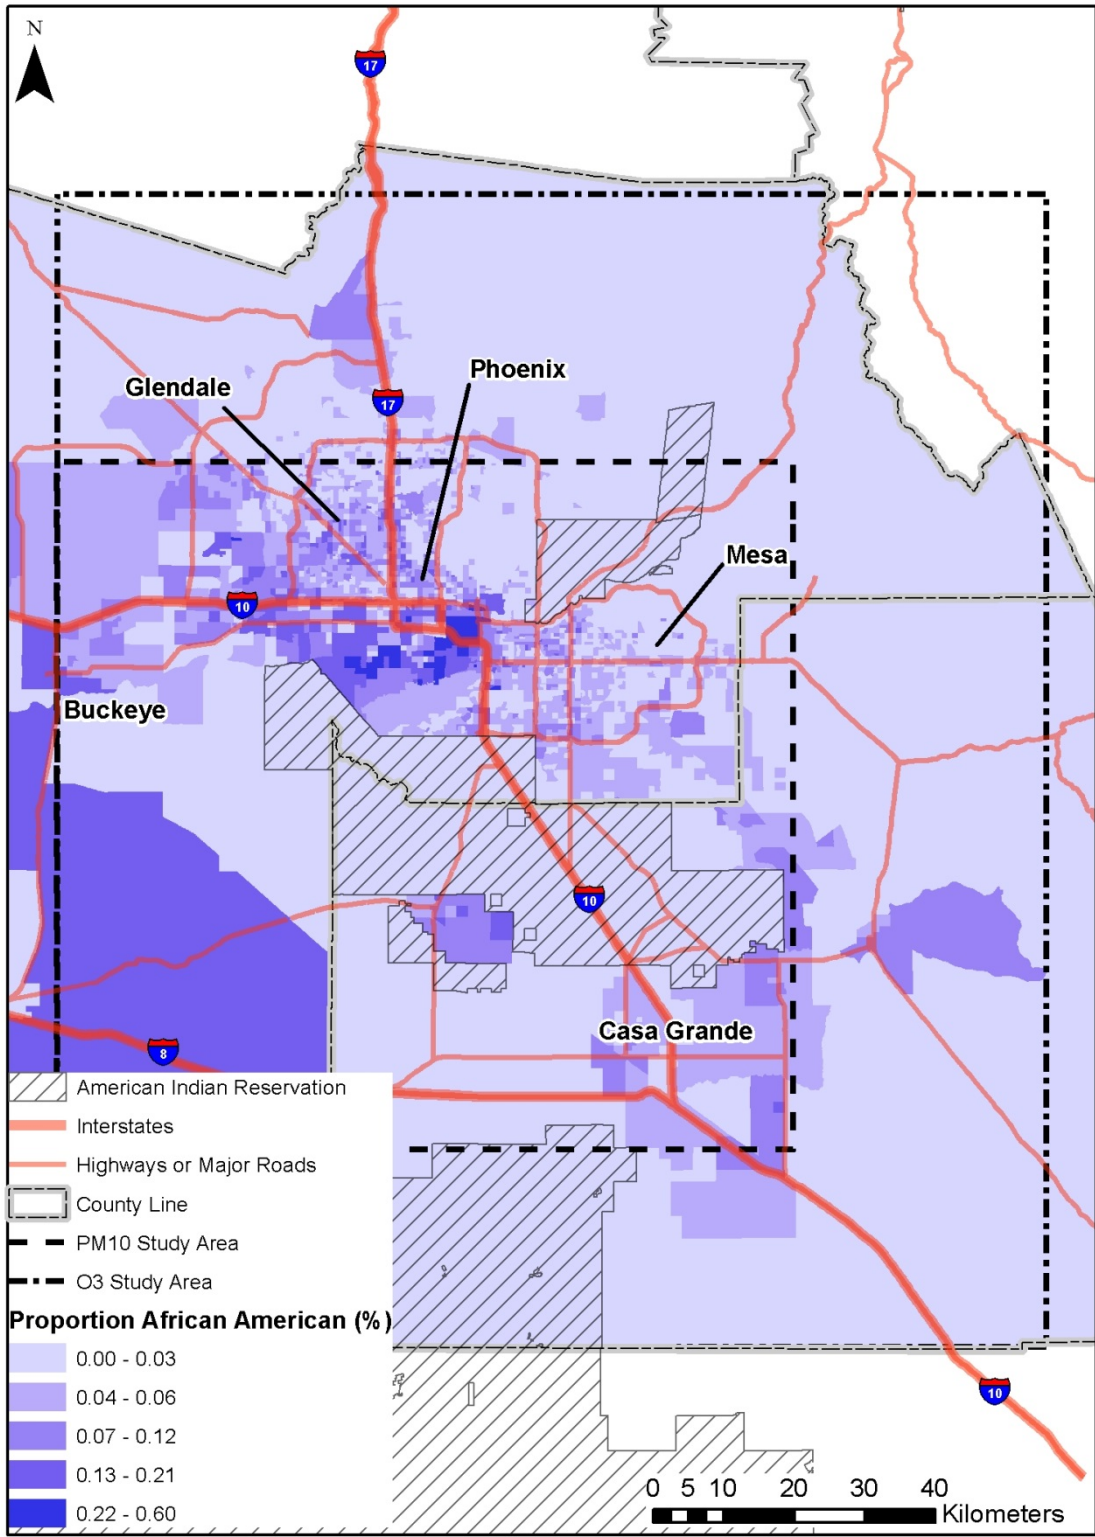 N
17
Phoenix
Glendale
17
Mesa
10
Buckeye
10
Casa Grande
8
American Indian Reservation
Interstates
Highways or Major Roads
County Line
PM10 Study Area
O3 Study Area
Proportion African American (%)
0.00 - 0.03
0.04 - 0.06
0.07 - 0.12
0.13 - 0.21
0.22 - 0.60
10
0 5 10 20 30 40
Kilometers